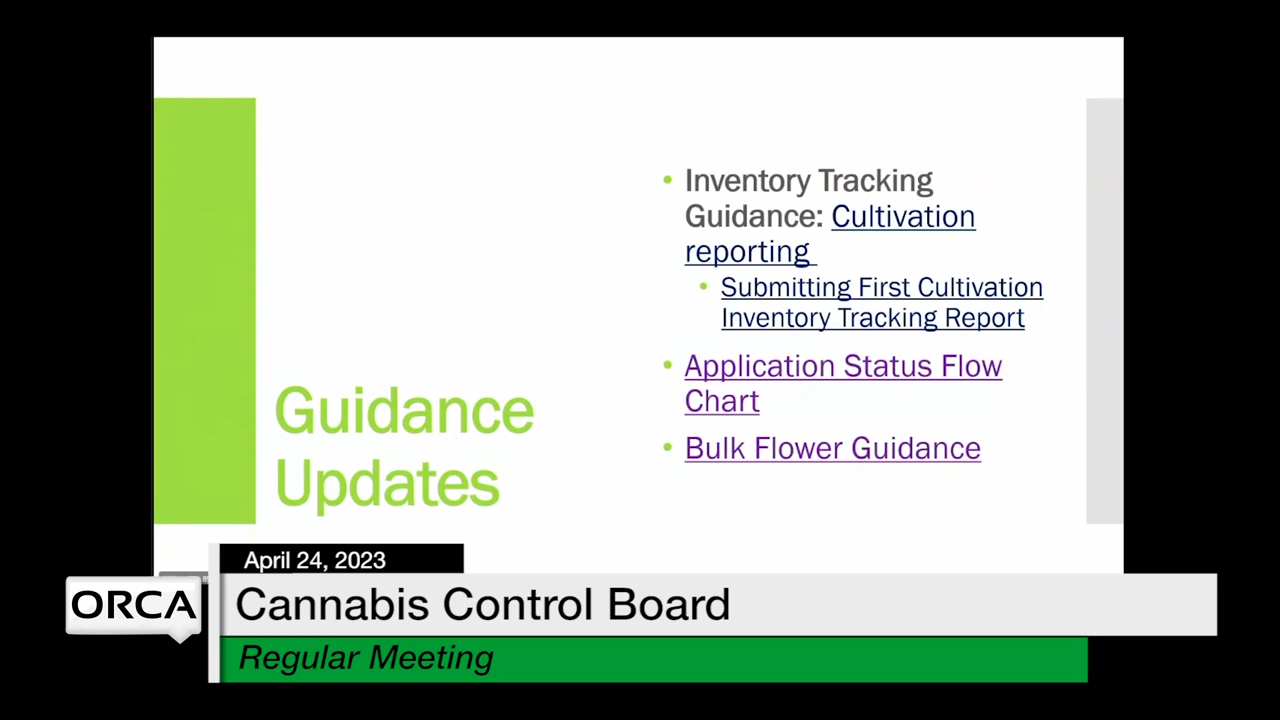 Guidance
Updates
• Inventory Tracking
Guidance: Cultivation
reporting
• Submitting First Cultivation
Inventory Tracking Report
• Application Status Flow
Chart
• Bulk Flower Guidance
April 24, 2023
ORCA
Cannabis Control Board
Regular Meeting